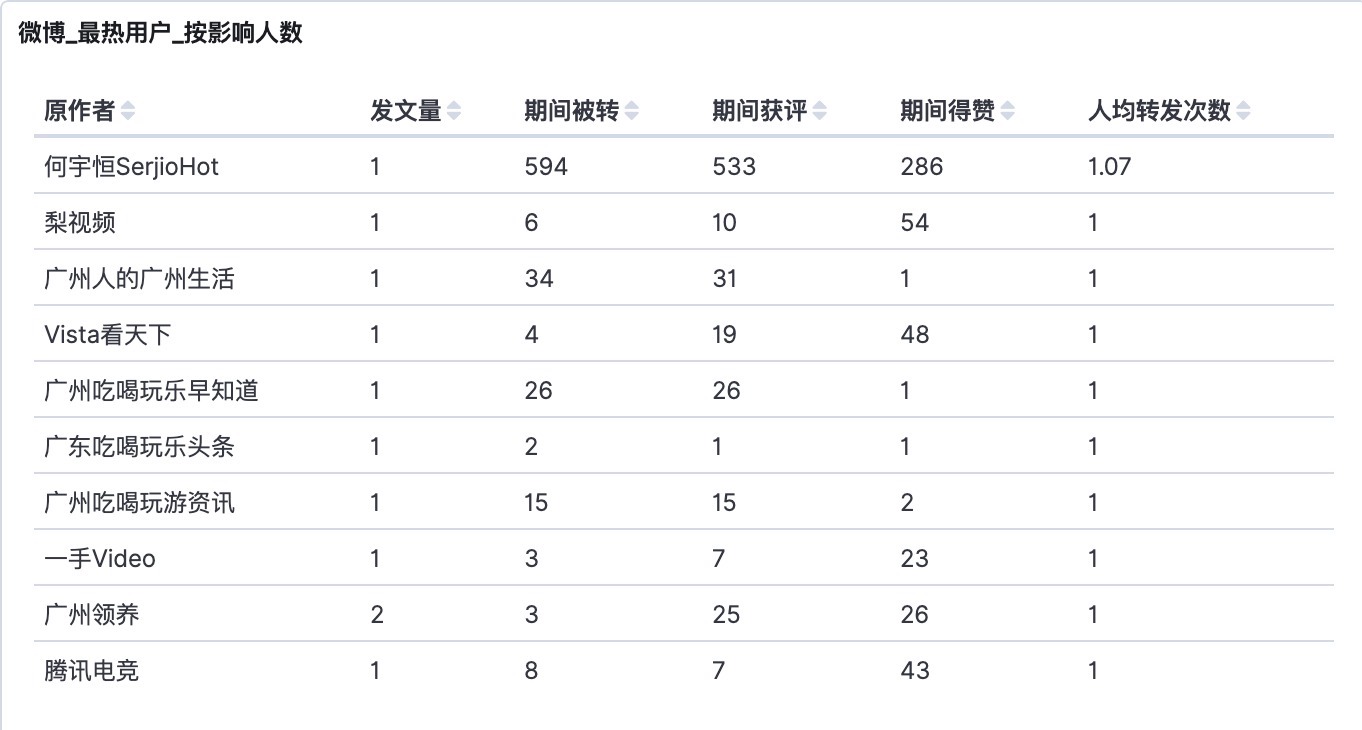 微博_最热用户_按影响人数
原作者 发文量 期间被转 期间获评 期间得赞 人均转发次数
何宇恒SerjioHot 1 594 533 286 1.07
梨视频 1 6 10 54 1
广州人的广州生活 1 34 31 1 1
Vista看天下 1 4 19 48 1
广州吃喝玩乐早知道 1 26 26 1 1
广东吃喝玩乐头条 1 2 1 1 1
广州吃喝玩游资讯 1 15 15 2 1
一手Video 1 3 7 23 1
广州领养 2 3 25 26 1
腾讯电竞 1 8 7 43 1